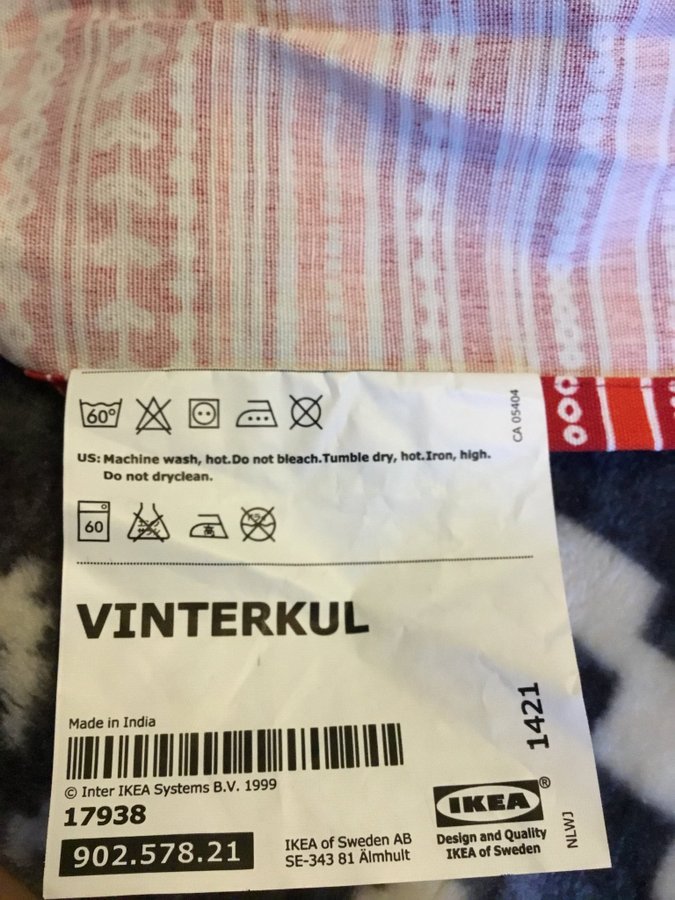 60°
CA 05404
US: Machine wash, hot.Do not bleach.Tumble dry, hot.Iron, high.
Do not dryclean.
60
VINTERKUL
Made in India
1421
© Inter IKEA Systems B.V. 1999
17938
902.578.21
IKEA of Sweden AB
SE-343 81 Älmhult
IKEA®
Design and Quality
IKEA of Sweden
NLWJ